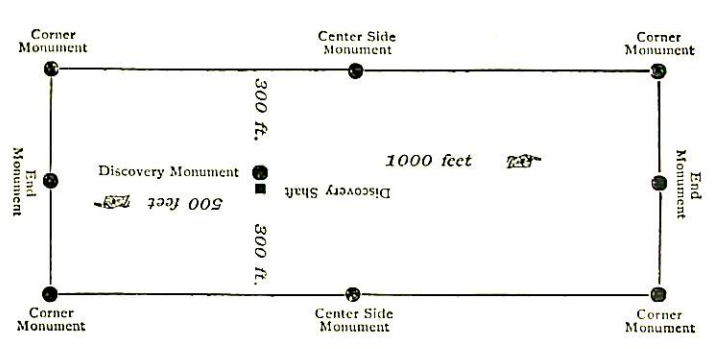 Corner
Monument
Center Side
Monument
Corner
Monument
300 ft.
End
Monument
Discovery Monument
1000 feet
End
Monument
Discovery Shaft
500 feet
300 ft.
Corner
Monument
Center Side
Monument
Corner
Monument